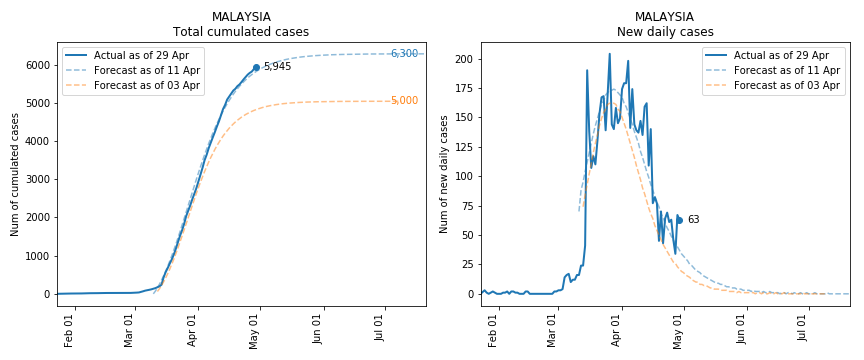 MALAYSIA
Total cumulated cases
Num of cumulated cases
6000
5000
4000
3000
2000
1000
0
Actual as of 29 Apr
Forecast as of 11 Apr
Forecast as of 03 Apr
5,945
6,300
5,000
Feb 01
Mar 01
Apr 01
May 01
Jun 01
Jul 01
MALAYSIA
New daily cases
Num of new daily cases
200
175
150
125
100
75
50
25
0
Actual as of 29 Apr
Forecast as of 11 Apr
Forecast as of 03 Apr
63
Feb 01
Mar 01
Apr 01
May 01
Jun 01
Jul 01